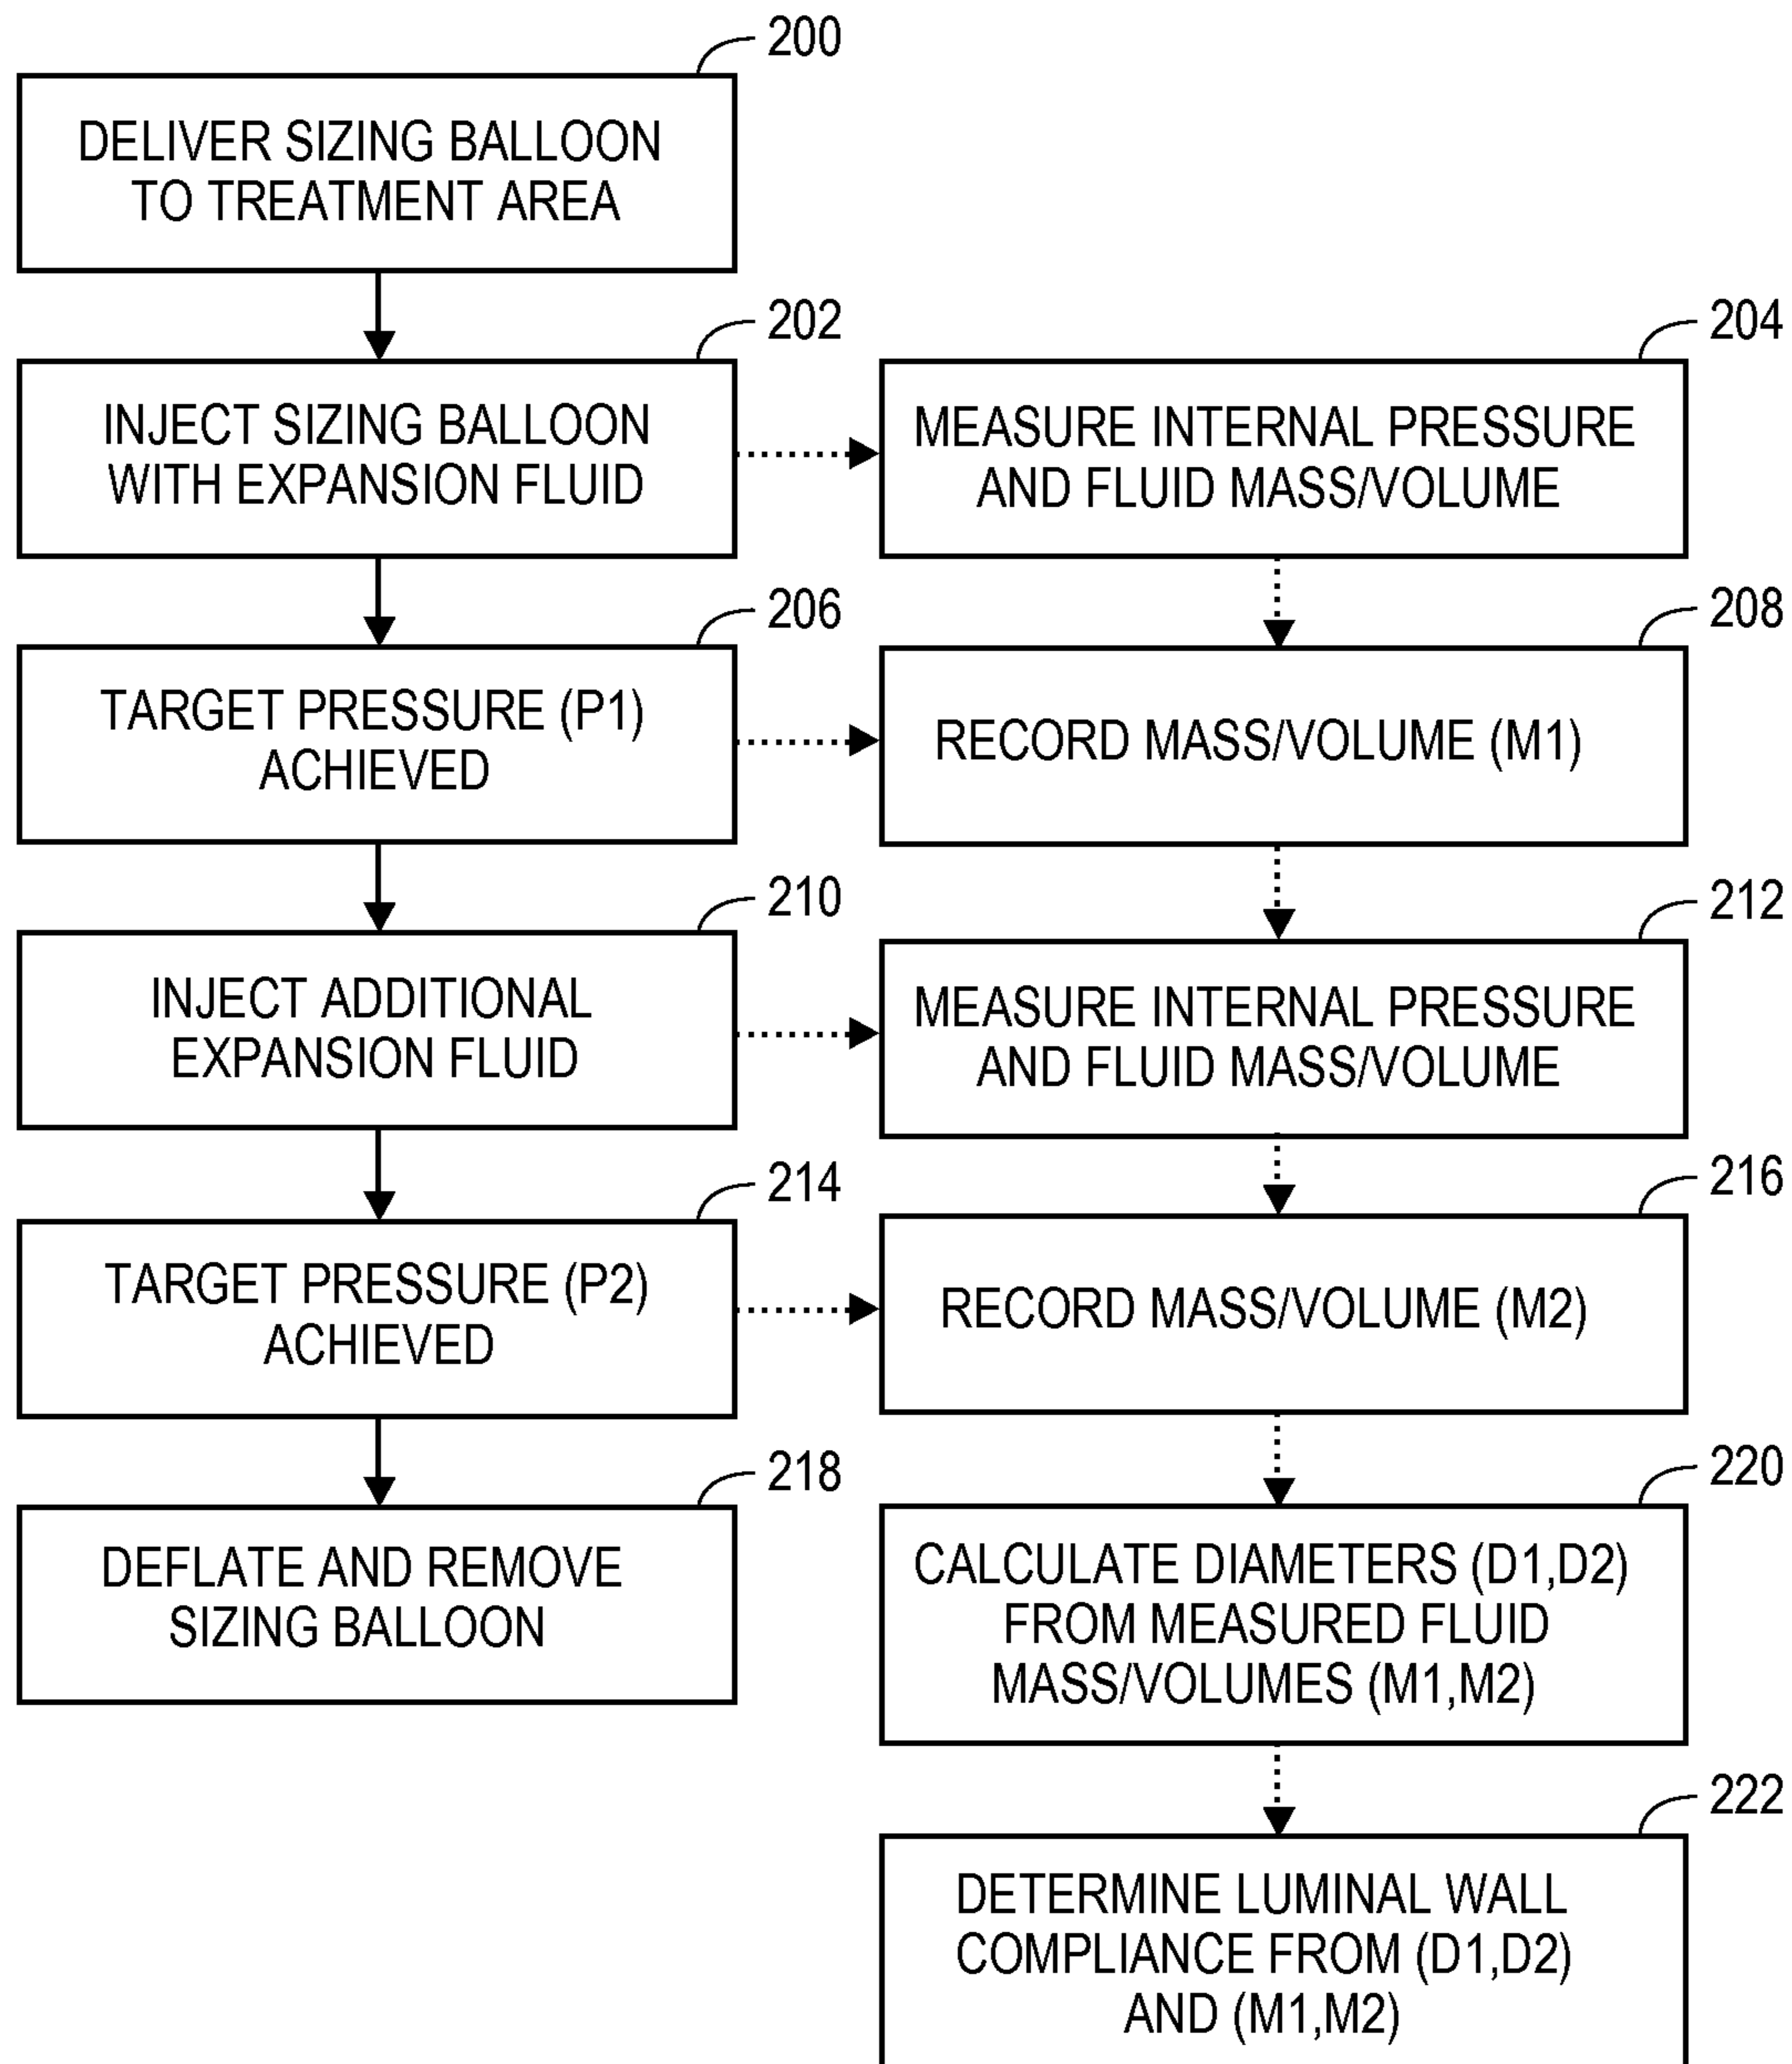 200
DELIVER SIZING BALLOON
TO TREATMENT AREA
202
INJECT SIZING BALLOON
WITH EXPANSION FLUID
204
MEASURE INTERNAL PRESSURE
AND FLUID MASS/VOLUME
206
TARGET PRESSURE (P1)
ACHIEVED
208
RECORD MASS/VOLUME (M1)
210
INJECT ADDITIONAL
EXPANSION FLUID
212
MEASURE INTERNAL PRESSURE
AND FLUID MASS/VOLUME
214
TARGET PRESSURE (P2)
ACHIEVED
216
RECORD MASS/VOLUME (M2)
218
DEFLATE AND REMOVE
SIZING BALLOON
220
CALCULATE DIAMETERS (D1,D2)
FROM MEASURED FLUID
MASS/VOLUMES (M1,M2)
222
DETERMINE LUMINAL WALL
COMPLIANCE FROM (D1,D2)
AND (M1,M2)